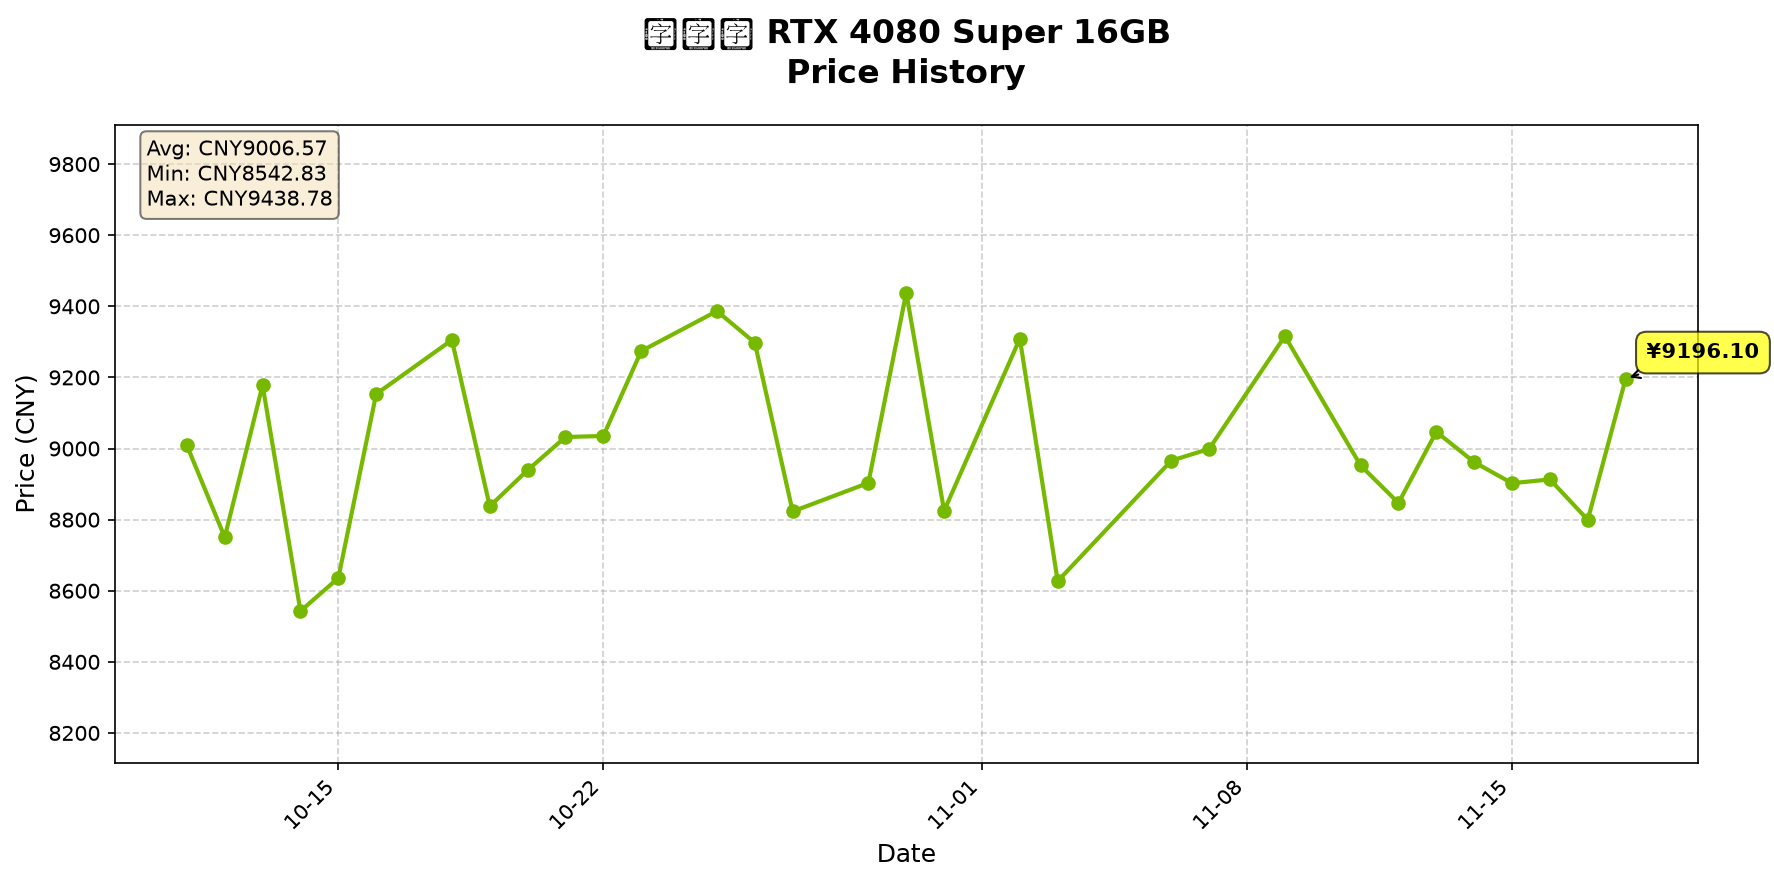 RTX 4080 Super 16GB
Price History
Avg: CNY9006.57
Min: CNY8542.83
Max: CNY9438.78
¥9196.10
Price (CNY)
9800
9600
9400
9200
9000
8800
8600
8400
8200
10-15
10-22
11-01
11-08
11-15
Date